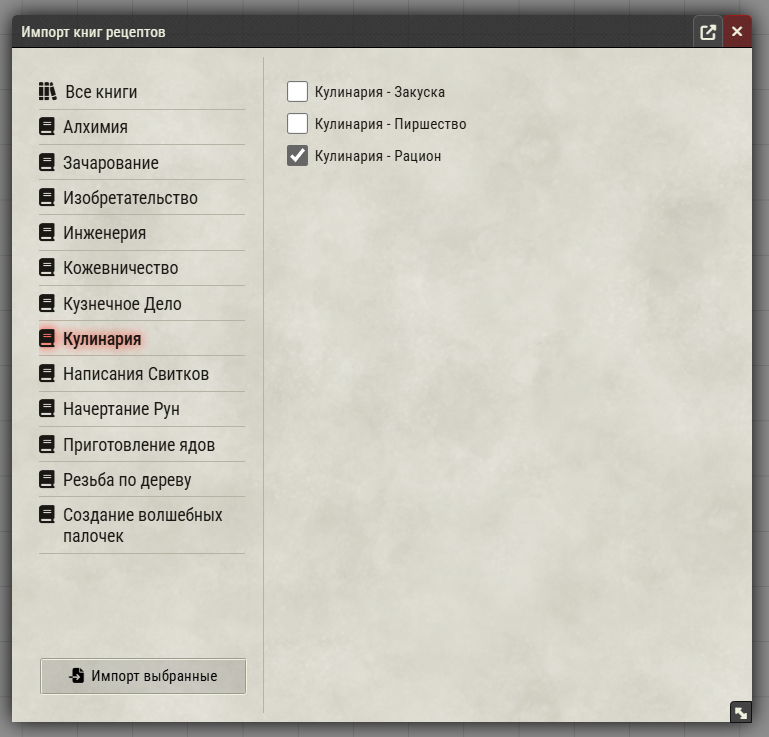 Импорт книг рецептов
Все книги
Алхимия
Зачарование
Изобретательство
Инженерия
Кожевничество
Кузнечное Дело
Кулинария
Написания Свитков
Начертание Рун
Приготовление ядов
Резьба по дереву
Создание волшебных
палочек
Импорт выбранные
Кулинария - Закуска
Кулинария - Пиршество
Кулинария - Рацион